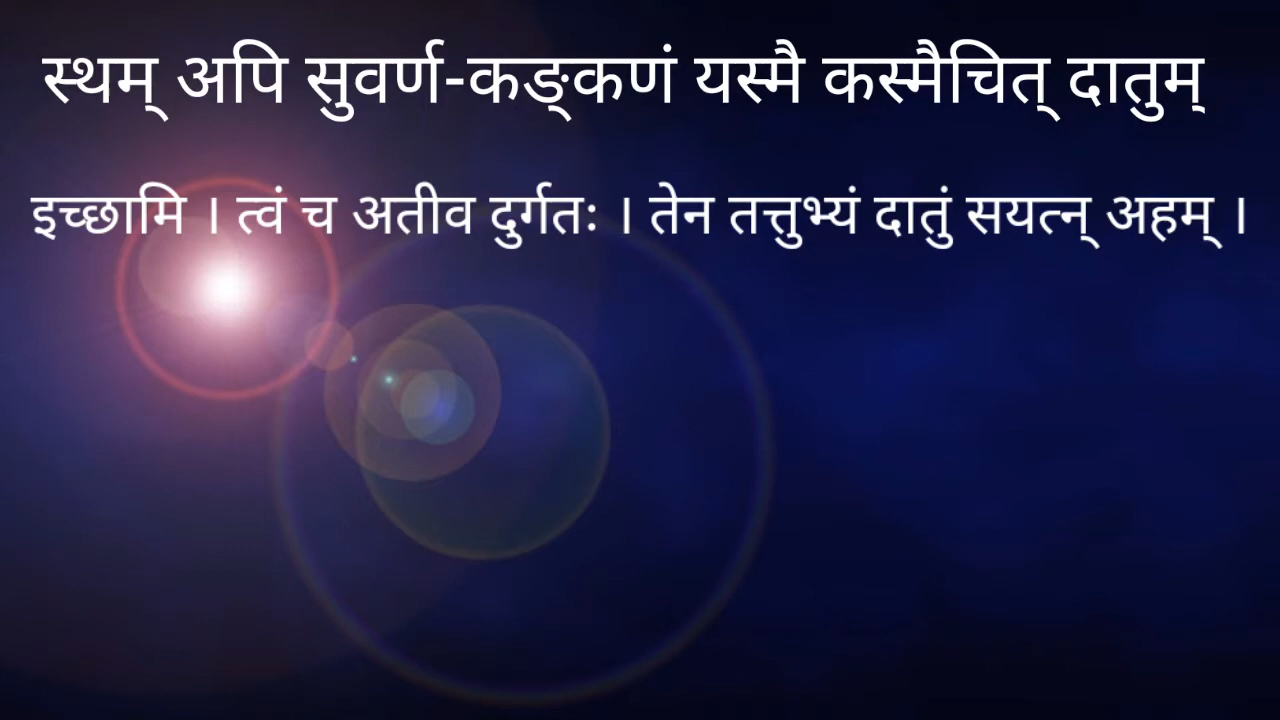 स्थम् अपि सुवर्ण-कङ्कणं यस्मै कस्मैचित् दातुम्
इच्छामि । त्वं च अतीव दुर्गतः । तेन तत्तुभ्यं दातुं सयत्न् अहम् ।